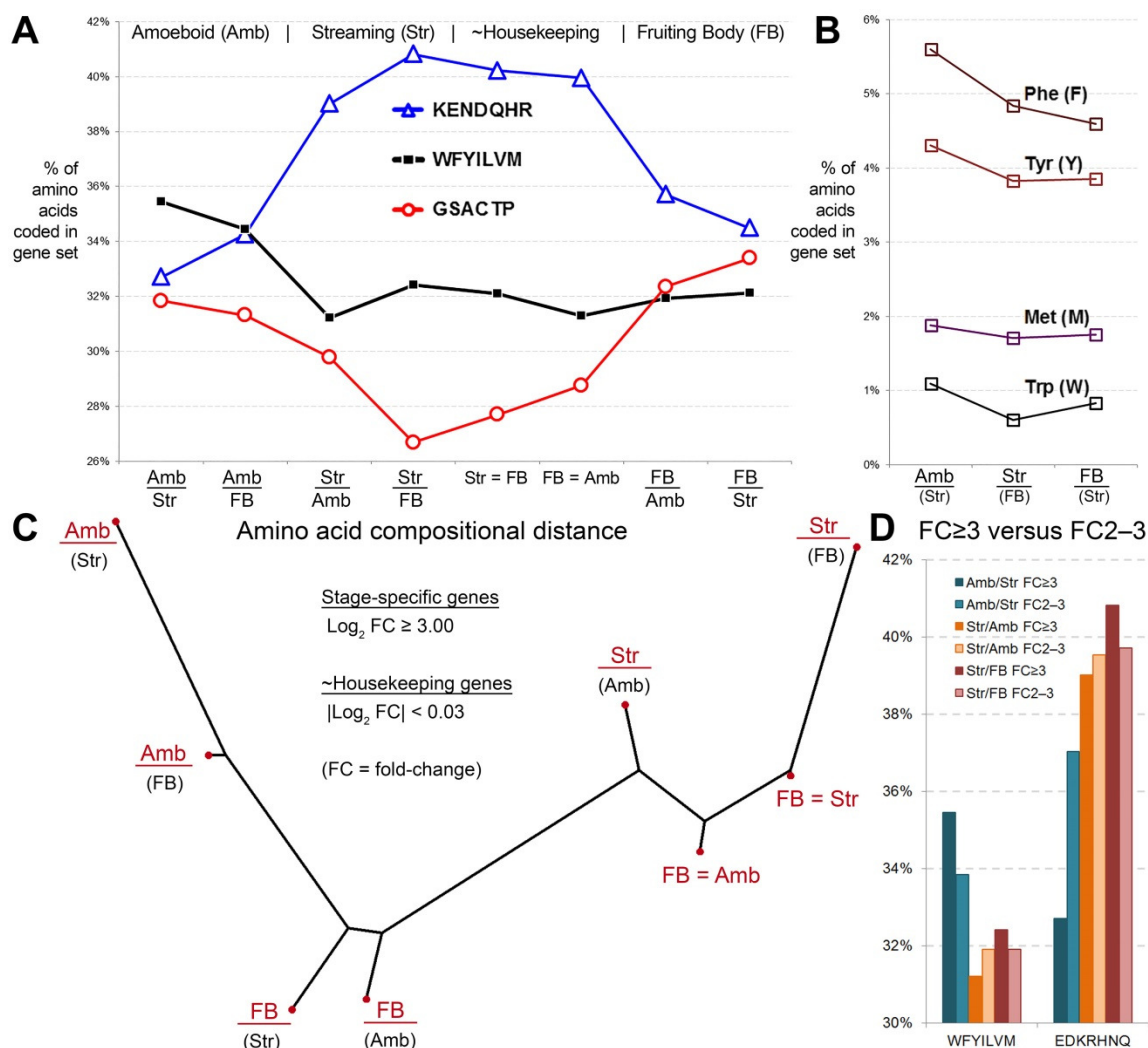 A
Amoeboid (Amb) | Streaming (Str) | ~Housekeeping | Fruiting Body (FB)
42%
40%
38%
36%
34%
32%
30%
28%
26%
% of
amino
acids
coded in
gene set
KENDQHR
WFYILVM
GSACTP
Amb
Str
Amb
FB
Str
Amb
Str
FB
Str = FB
FB = Amb
FB
Amb
FB
Str
B
6%
5%
4%
3%
2%
1%
0%
% of
amino
acids
coded in
gene set
Phe (F)
Tyr (Y)
Met (M)
Trp (W)
Amb
(Str)
Str
(FB)
FB
(Str)
C
Amino acid compositional distance
Amb
(Str)
Amb
(FB)
Stage-specific genes
Log₂ FC ≥ 3.00
~Housekeeping genes
|Log₂ FC| < 0.03
(FC = fold-change)
Str
(FB)
Str
(Amb)
FB = Str
FB = Amb
FB
(Str)
FB
(Amb)
D
FC≥3 versus FC2–3
42%
40%
38%
36%
34%
32%
30%
Amb/Str FC≥3
Amb/Str FC2–3
Str/Amb FC≥3
Str/Amb FC2–3
Str/FB FC≥3
Str/FB FC2–3
WFYILVM
EDKRHNQ